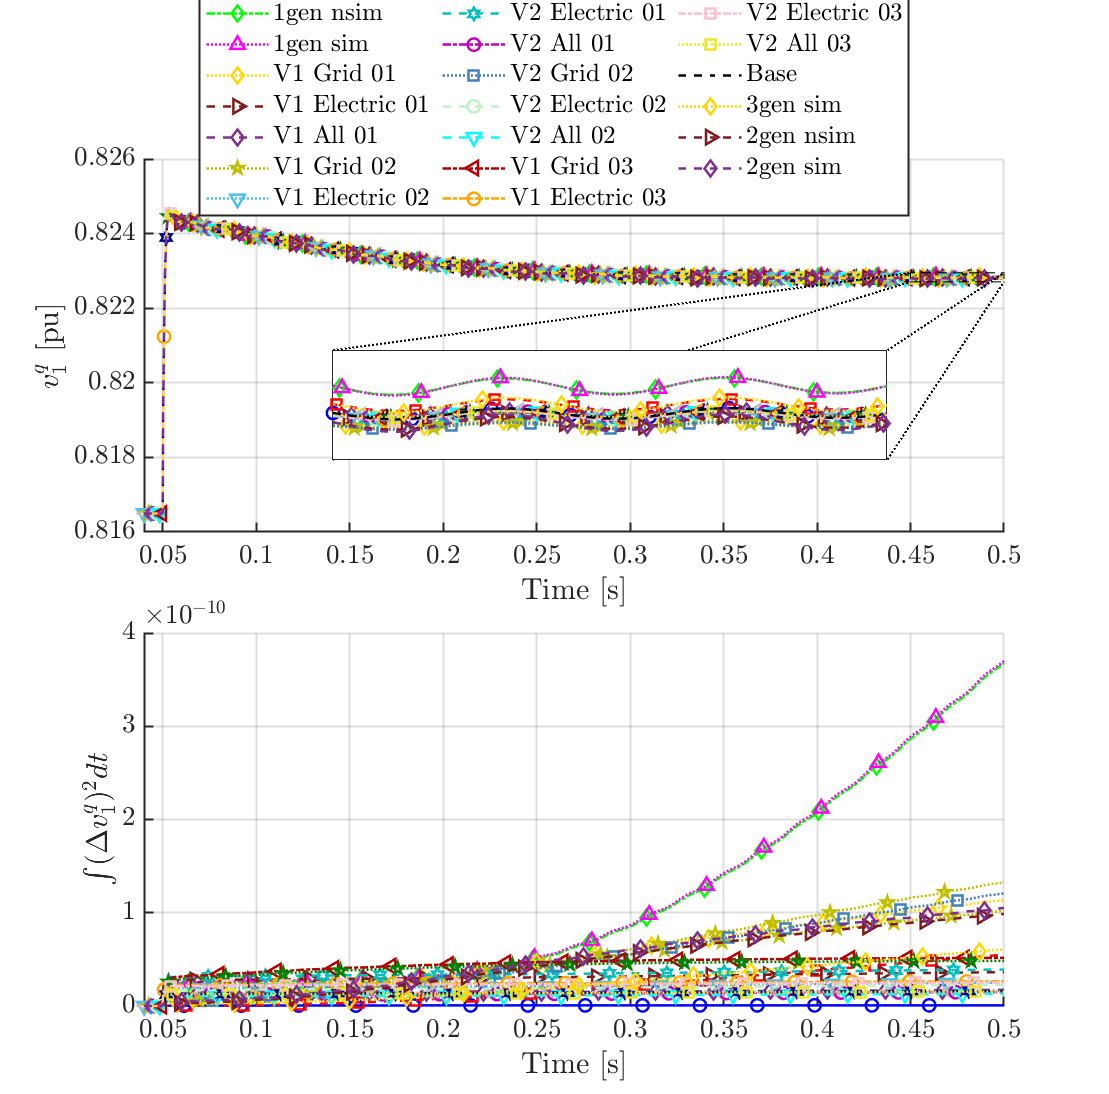 1gen nsim V2 Electric 01 V2 Electric 03
1gen sim V2 All 01 V2 All 03
V1 Grid 01 V2 Grid 02 Base
V1 Electric 01 V2 Electric 02 3gen sim
V1 All 01 V2 All 02 2gen nsim
V1 Grid 02 V1 Grid 03 2gen sim
V1 Electric 02 V1 Electric 03
0.826
0.824
0.822
0.82
0.818
0.816
v_1^q [pu]
0.05 0.1 0.15 0.2 0.25 0.3 0.35 0.4 0.45 0.5
Time [s]
×10^{−10}
4
3
2
1
0
∫(Δv_1^q)^2 dt
0.05 0.1 0.15 0.2 0.25 0.3 0.35 0.4 0.45 0.5
Time [s]